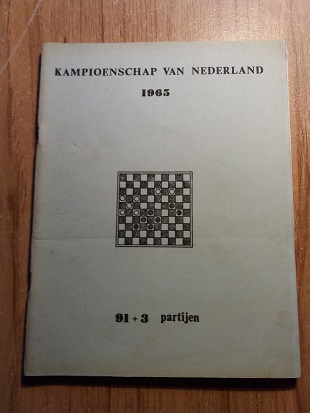 KAMPIOENSCHAP VAN NEDERLAND
1965
91 + 3 partijen